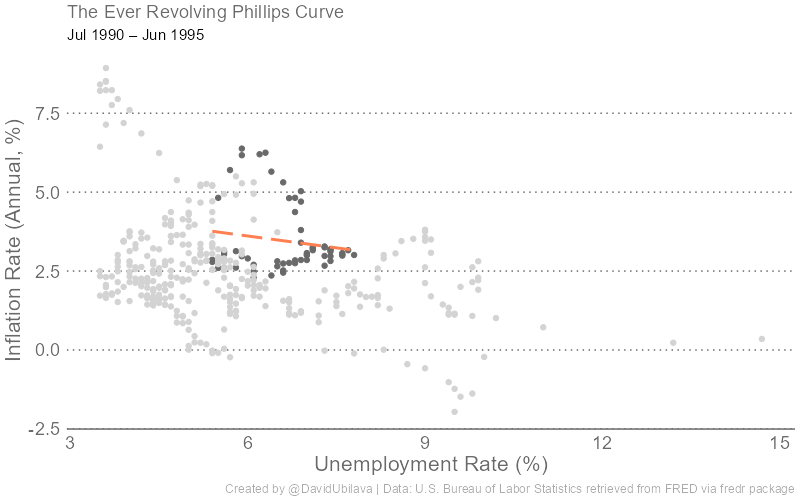 The Ever Revolving Phillips Curve
Jul 1990 – Jun 1995
Inflation Rate (Annual, %)
7.5
5.0
2.5
0.0
-2.5
3 6 9 12 15
Unemployment Rate (%)
Created by @DavidUbilava | Data: U.S. Bureau of Labor Statistics retrieved from FRED via fredr package